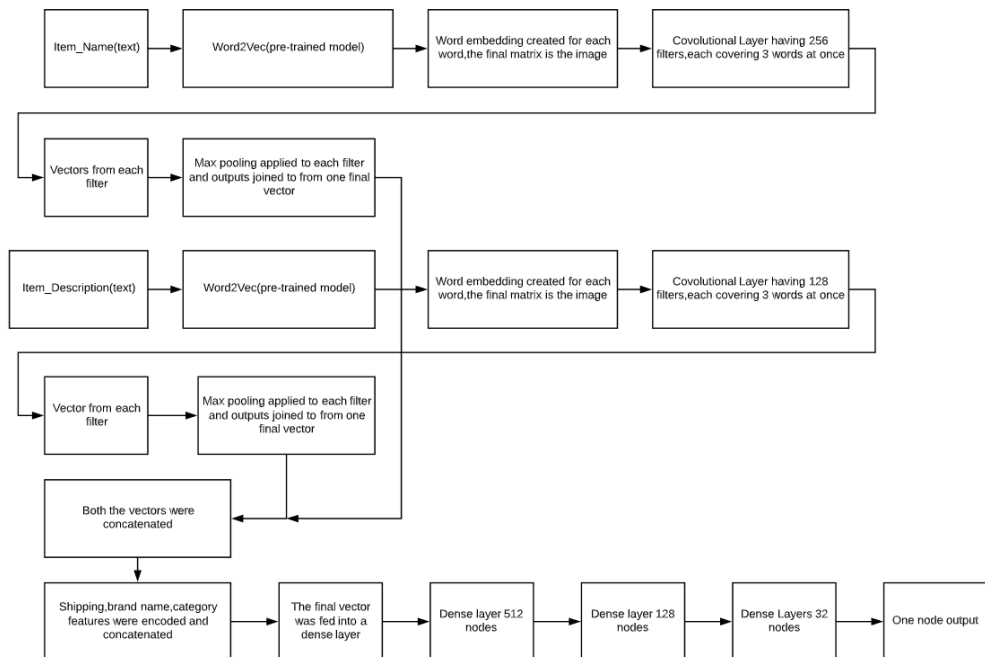 Item_Name(text)
Word2Vec(pre-trained model)
Word embedding created for each
word,the final matrix is the image
Covolutional Layer having 256
filters,each covering 3 words at once
Vectors from each
filter
Max pooling applied to each filter
and outputs joined to from one final
vector
Item_Description(text)
Word2Vec(pre-trained model)
Word embedding created for each
word,the final matrix is the image
Covolutional Layer having 128
filters,each covering 3 words at once
Vector from each
filter
Max pooling applied to each filter
and outputs joined to from one
final vector
Both the vectors were
concatenated
Shipping,brand name,category
features were encoded and
concatenated
The final vector
was fed into a
dense layer
Dense layer 512
nodes
Dense layer 128
nodes
Dense Layers 32
nodes
One node output